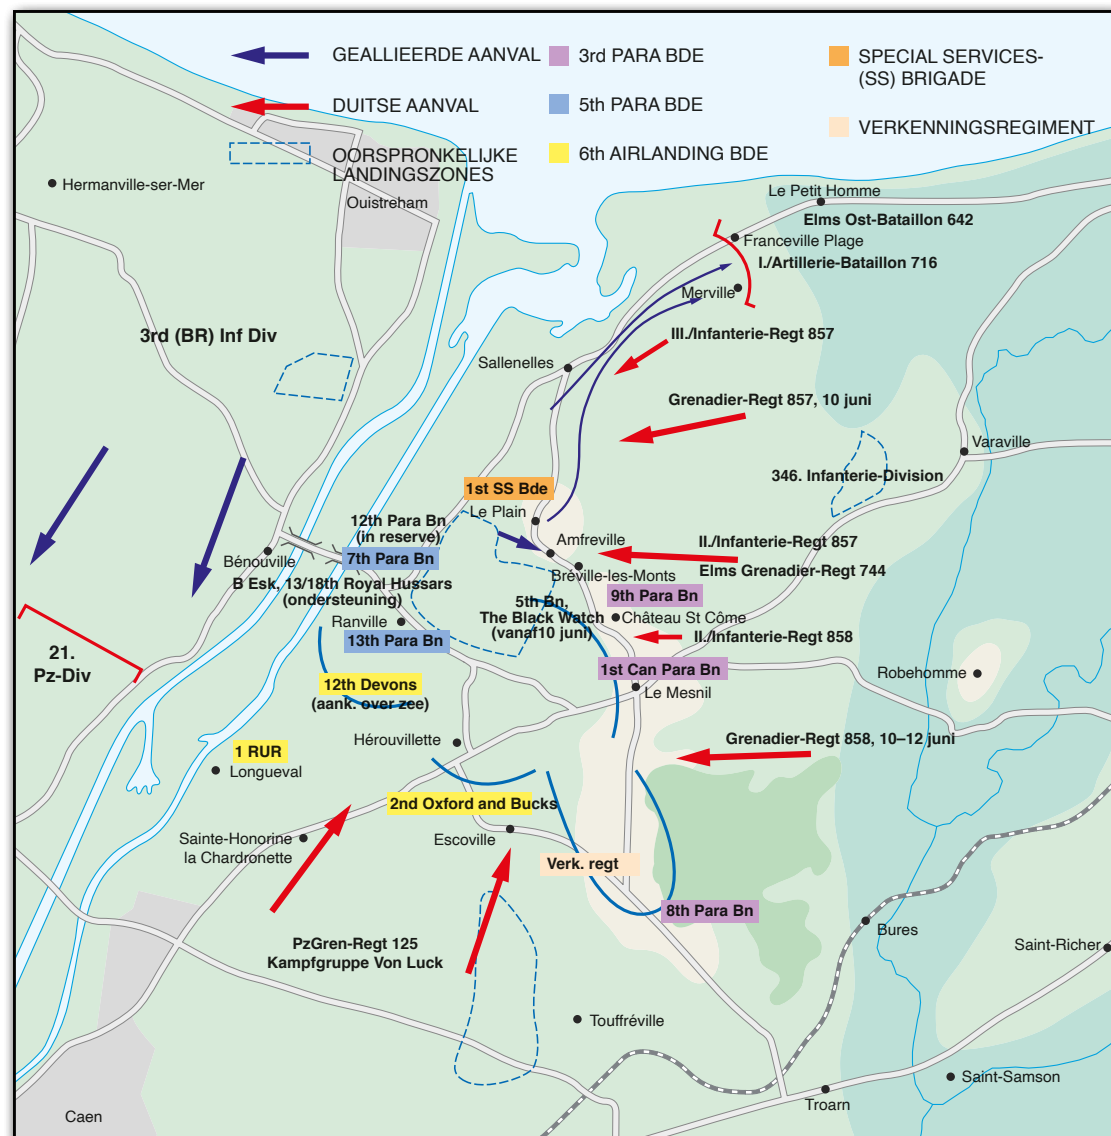 GEALLIEERDE AANVAL
DUITSE AANVAL
OORSPRONKELIJKE
LANDINGSZONES
3rd PARA BDE
5th PARA BDE
6th AIRLANDING BDE
SPECIAL SERVICES-
(SS) BRIGADE
VERKENNINGSREGIMENT
Hermanville-ser-Mer
Ouistreham
Le Petit Homme
Elms Ost-Bataillon 642
Franceville Plage
I./Artillerie-Bataillon 716
Merville
3rd (BR) Inf Div
III./Infanterie-Regt 857
Sallenelles
Grenadier-Regt 857, 10 juni
Varaville
346. Infanterie-Division
1st SS Bde
Le Plain
12th Para Bn
(in reserve)
Amfreville
II./Infanterie-Regt 857
7th Para Bn
Bénouville
Bréville-les-Monts
Elms Grenadier-Regt 744
B Esk, 13/18th Royal Hussars
(ondersteuning)
9th Para Bn
5th Bn,
The Black Watch
(vanaf10 juni)
Château St Côme
Ranville
13th Para Bn
II./Infanterie-Regt 858
21.
Pz-Div
1st Can Para Bn
Robehomme
12th Devons
(aank. over zee)
Le Mesnil
Hérouvillette
Grenadier-Regt 858, 10–12 juni
1 RUR
Longueval
2nd Oxford and Bucks
Sainte-Honorine
la Chardronette
Escoville
Verk. regt
8th Para Bn
Bures
PzGren-Regt 125
Kampfgruppe Von Luck
Saint-Richer
Touffréville
Saint-Samson
Troarn
Caen